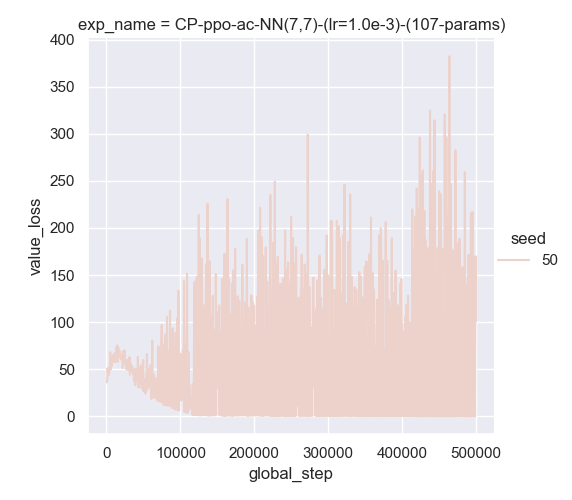 exp_name = CP-ppo-ac-NN(7,7)-(lr=1.0e-3)-(107-params)
400
350
300
250
200
150
100
50
0
value_loss
0 100000 200000 300000 400000 500000
global_step
seed
50